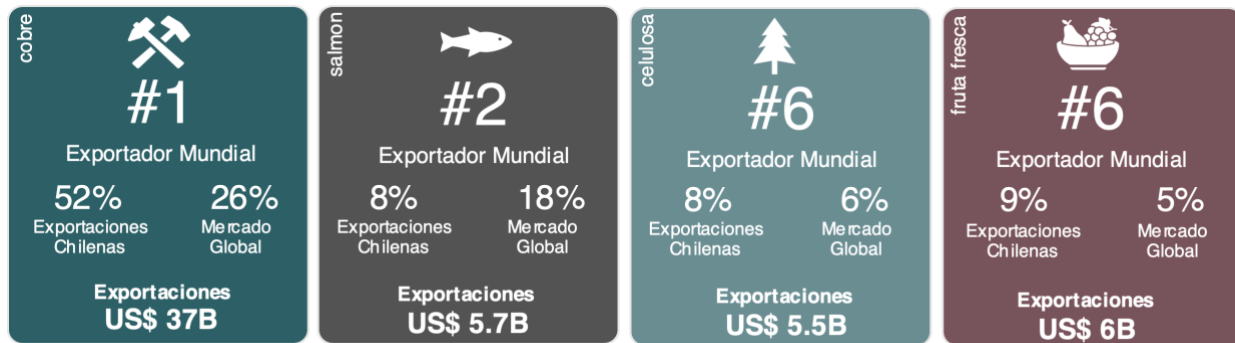 cobre
#1
Exportador Mundial
52%
Exportaciones
Chilenas
26%
Mercado
Global
Exportaciones
US$ 37B
salmon
#2
Exportador Mundial
8%
Exportaciones
Chilenas
18%
Mercado
Global
Exportaciones
US$ 5.7B
celulosa
#6
Exportador Mundial
8%
Exportaciones
Chilenas
6%
Mercado
Global
Exportaciones
US$ 5.5B
fruta fresca
#6
Exportador Mundial
9%
Exportaciones
Chilenas
5%
Mercado
Global
Exportaciones
US$ 6B